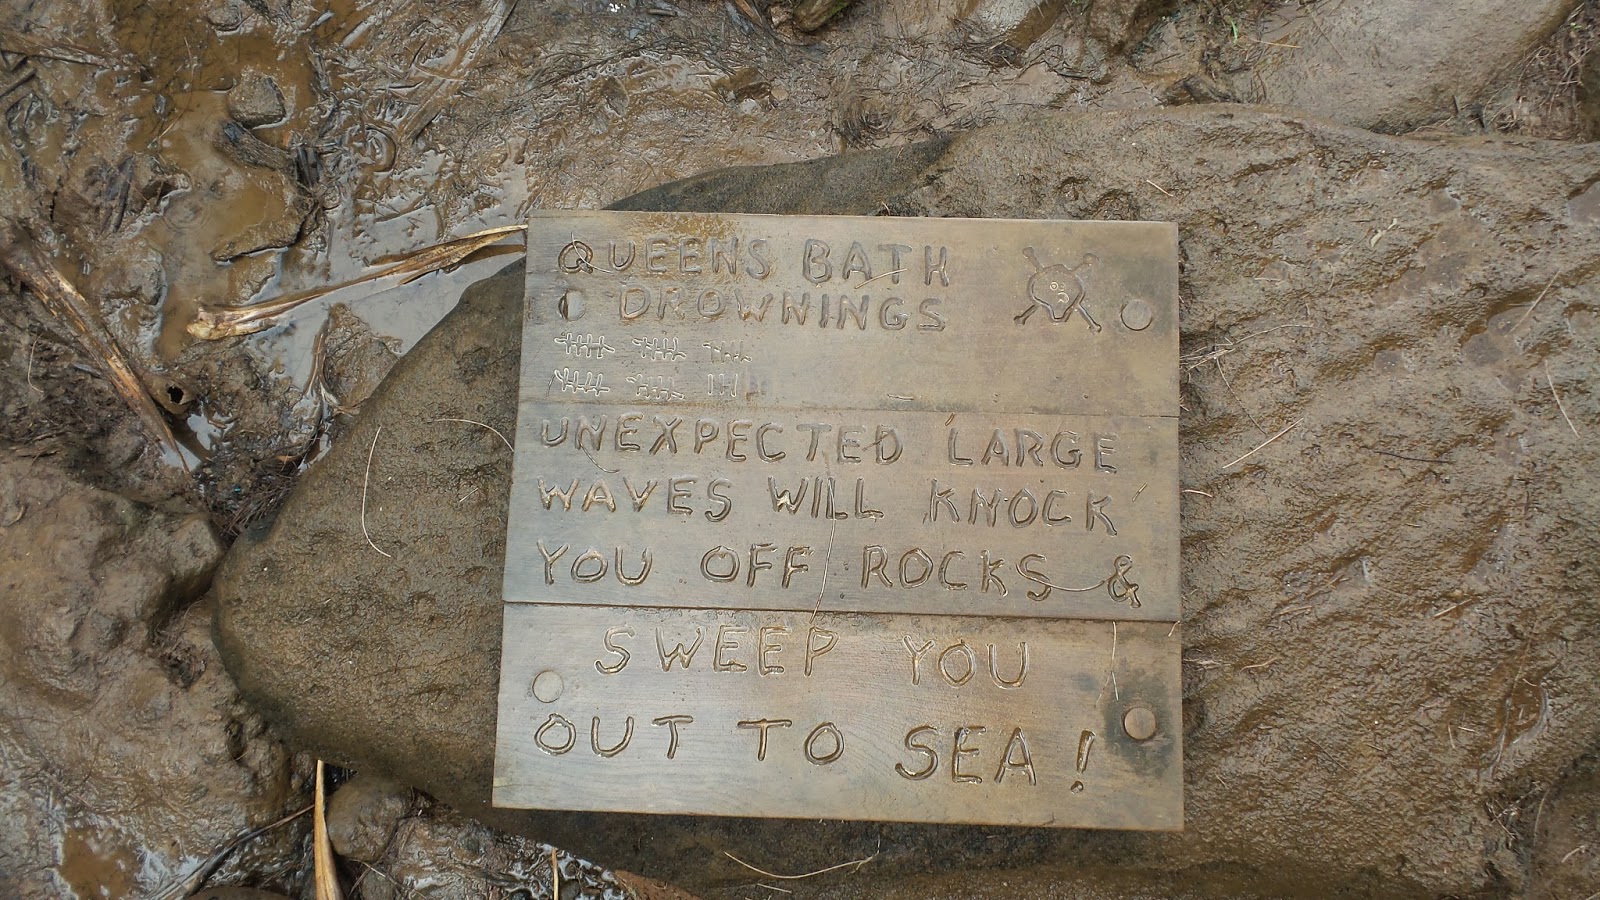 QUEENS BATH
DROWNINGS
UNEXPECTED LARGE
WAVES WILL KNOCK
YOU OFF ROCKS &
SWEEP YOU
OUT TO SEA!